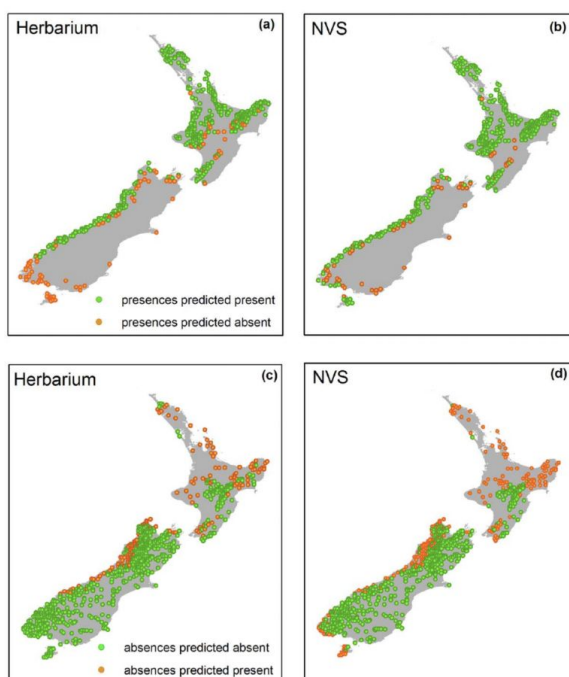 Herbarium (a)
NVS (b)
presences predicted present
presences predicted absent
Herbarium (c)
NVS (d)
absences predicted absent
absences predicted present